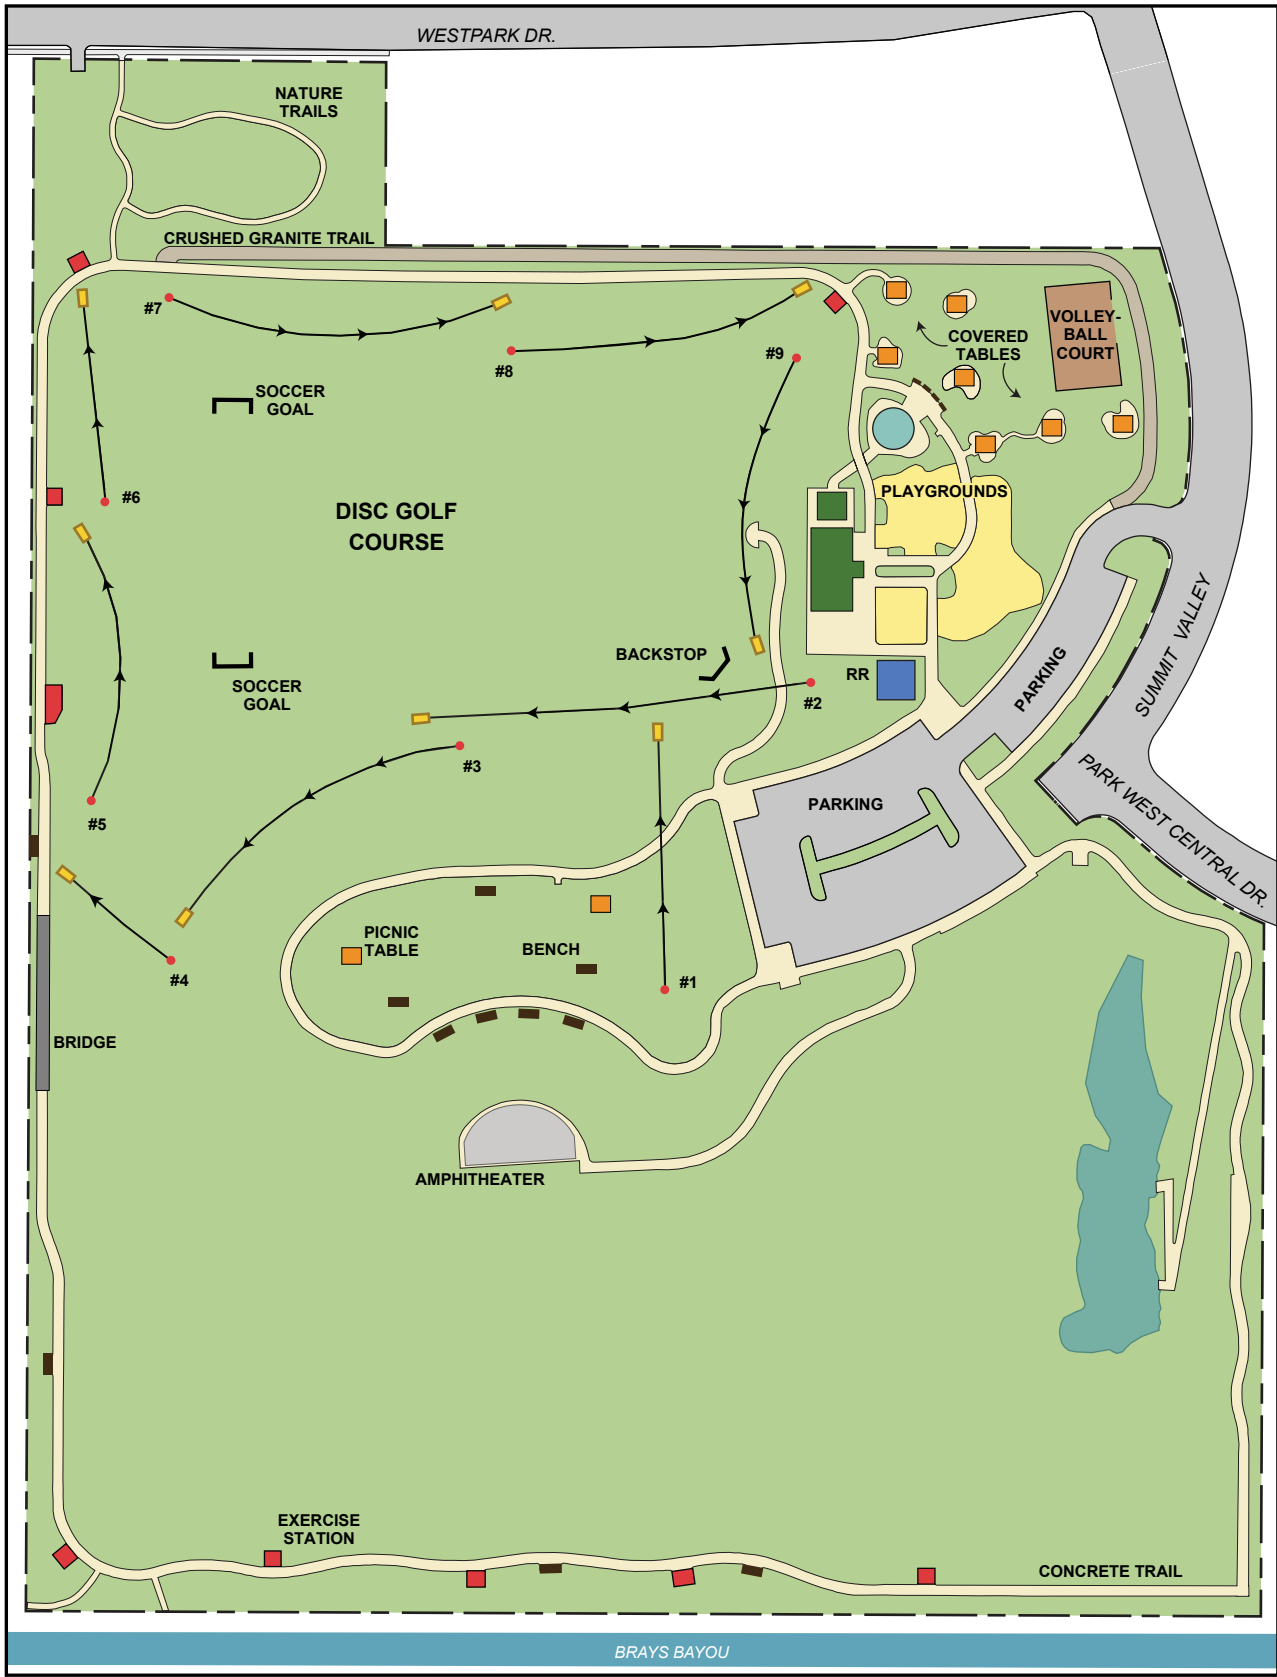 WESTPARK DR.
NATURE
TRAILS
CRUSHED GRANITE TRAIL
#7
#8
#9
COVERED
TABLES
VOLLEY-
BALL
COURT
SOCCER
GOAL
#6
DISC GOLF
COURSE
PLAYGROUNDS
SUMMIT VALLEY
BACKSTOP
RR
PARKING
SOCCER
GOAL
#2
#3
PARK WEST CENTRAL DR.
PARKING
#5
PICNIC
TABLE
BENCH
#4
#1
BRIDGE
AMPHITHEATER
EXERCISE
STATION
CONCRETE TRAIL
BRAYS BAYOU